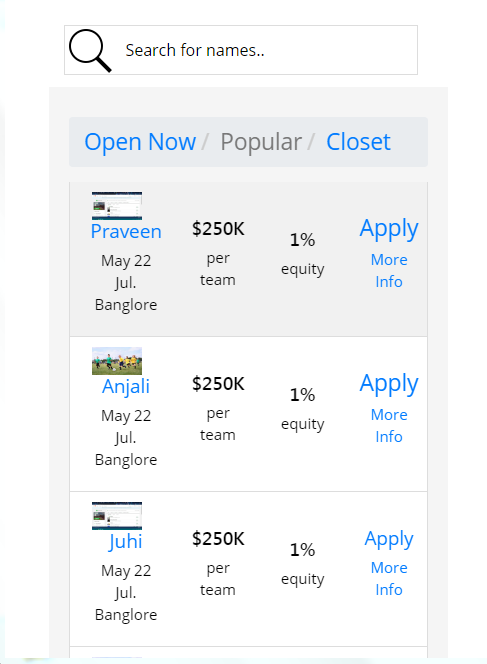 Search for names..
Open Now / Popular / Closet
Praveen
May 22
Jul.
Banglore
$250K
per
team
1%
equity
Apply
More
Info
Anjali
May 22
Jul.
Banglore
$250K
per
team
1%
equity
Apply
More
Info
Juhi
May 22
Jul.
Banglore
$250K
per
team
1%
equity
Apply
More
Info